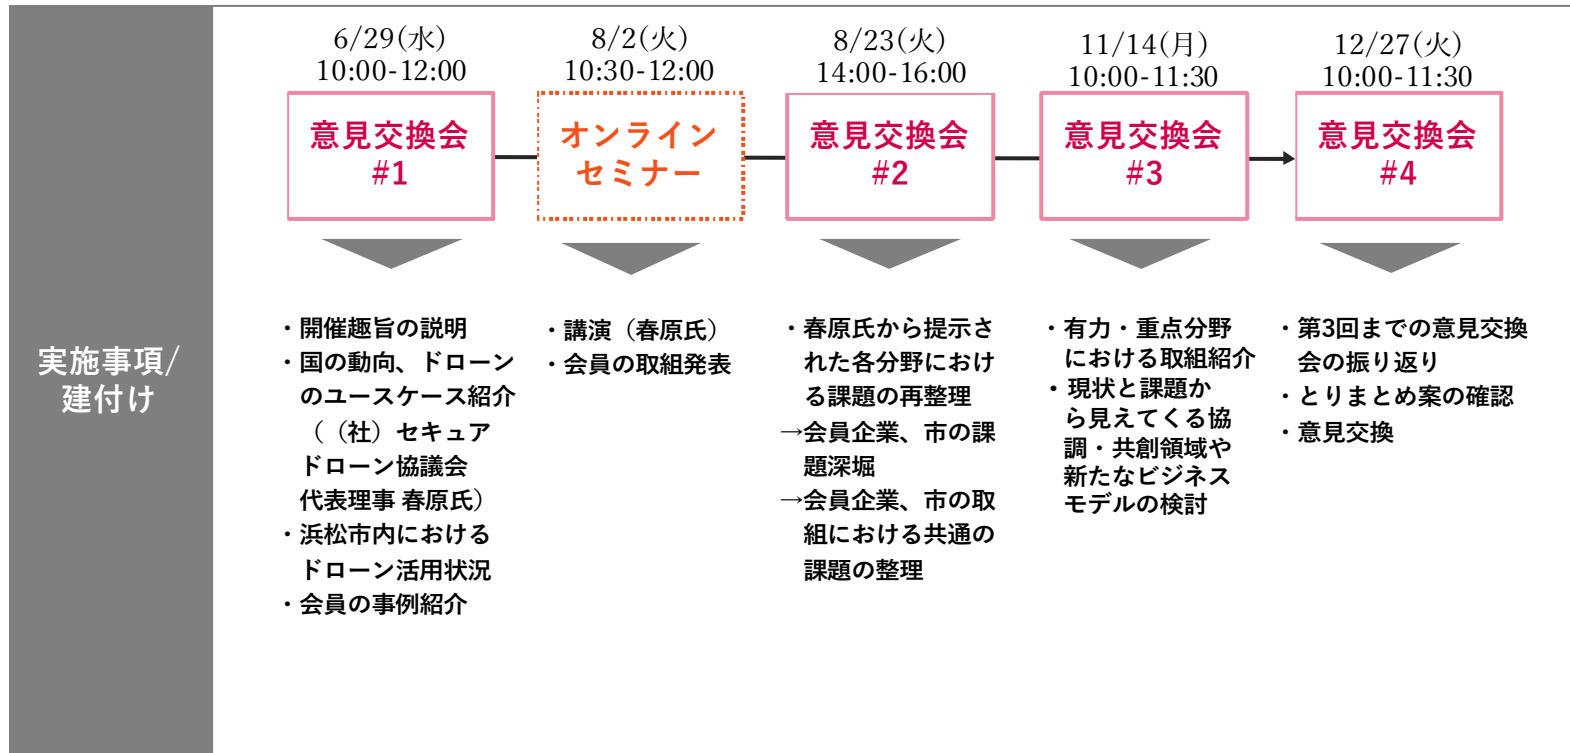 実施事項/
建付け
6/29(水)
10:00-12:00
意見交換会
#1
・開催趣旨の説明
・国の動向、ドローン
のユースケース紹介
（（社）セキュア
ドローン協議会
代表理事 春原氏）
・浜松市内における
ドローン活用状況
・会員の事例紹介
8/2(火)
10:30-12:00
オンライン
セミナー
・講演（春原氏）
・会員の取組発表
8/23(火)
14:00-16:00
意見交換会
#2
・春原氏から提示さ
れた各分野におけ
る課題の再整理
→会員企業、市の課
題深堀
→会員企業、市の取
組における共通の
課題の整理
11/14(月)
10:00-11:30
意見交換会
#3
・有力・重点分野
における取組紹介
・現状と課題か
ら見えてくる協
調・共創領域や
新たなビジネス
モデルの検討
12/27(火)
10:00-11:30
意見交換会
#4
・第3回までの意見交換
会の振り返り
・とりまとめ案の確認
・意見交換